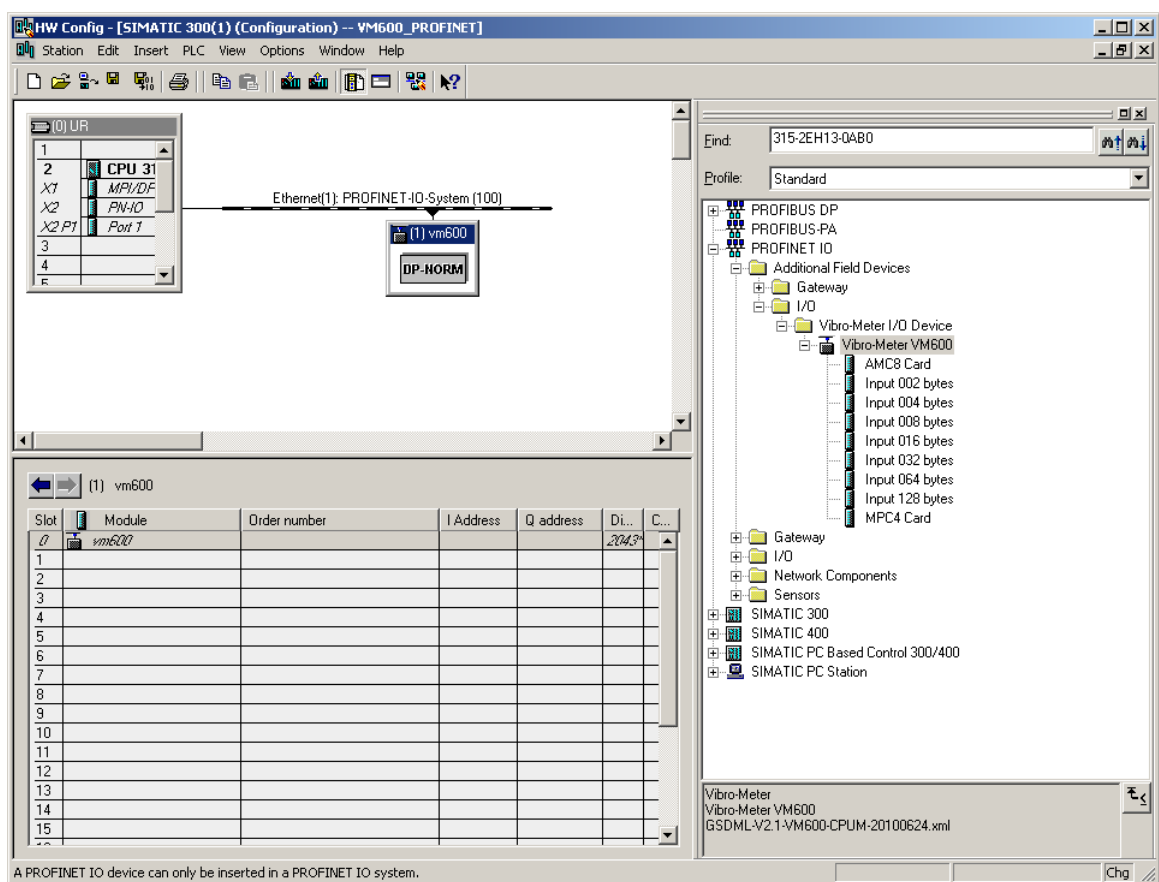 HW Config - [SIMATIC 300(1) (Configuration) -- VM600_PROFINET]
Station Edit Insert PLC View Options Window Help
(0) UR
1
2 CPU 31
X1 MPI/DP
X2 PN-IO
X2 P1 Port 1
3
4
5
Ethernet(1): PROFINET-IO-System (100)
(1) vm600
DP-NORM
Find: 315-2EH13-0AB0
Profile: Standard
PROFIBUS DP
PROFIBUS-PA
PROFINET IO
Additional Field Devices
Gateway
I/O
Vibro-Meter I/O Device
Vibro-Meter VM600
AMC8 Card
Input 002 bytes
Input 004 bytes
Input 008 bytes
Input 016 bytes
Input 032 bytes
Input 064 bytes
Input 128 bytes
MPC4 Card
Gateway
I/O
Network Components
Sensors
SIMATIC 300
SIMATIC 400
SIMATIC PC Based Control 300/400
SIMATIC PC Station
(1) vm600
Slot Module Order number I Address Q address Di... C...
0 vm600 2043*
1
2
3
4
5
6
7
8
9
10
11
12
13
14
15
Vibro-Meter
Vibro-Meter VM600
GSDML-V2.1-VM600-CPUM-20100624.xml
A PROFINET IO device can only be inserted in a PROFINET IO system.
Chg